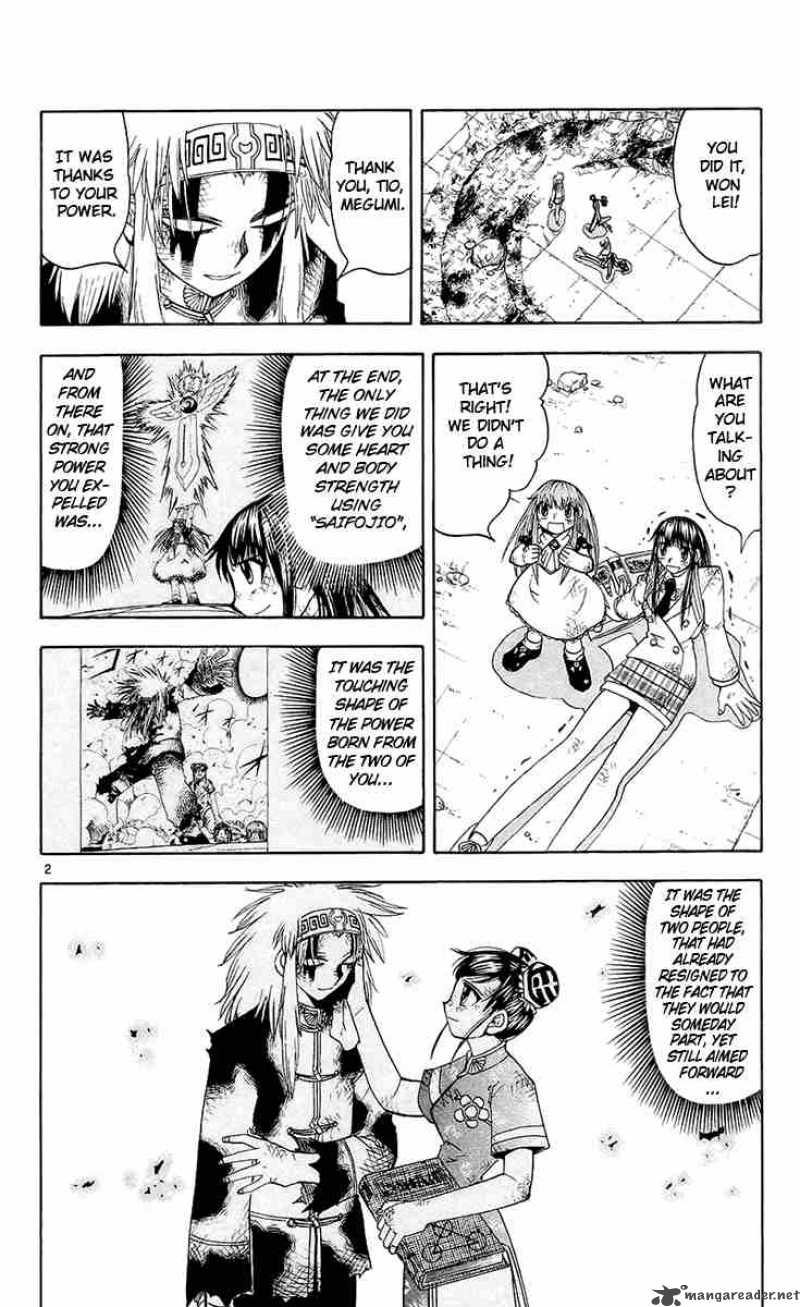 YOU
DID IT,
WON
LEI!
THANK
YOU, TIO,
MEGUMI.
IT WAS
THANKS
TO YOUR
POWER.
WHAT
ARE
YOU
TALK-
ING
ABOUT
?
THAT'S
RIGHT!
WE DIDN'T
DO A
THING!
AT THE END,
THE ONLY
THING WE DID
WAS GIVE YOU
SOME HEART
AND BODY
STRENGTH
USING
"SAIFOJIO",
AND
FROM
THERE
ON, THAT
STRONG
POWER
YOU EX-
PELLED
WAS...
IT WAS THE
TOUCHING
SHAPE OF
THE POWER
BORN FROM
THE TWO OF
YOU...
2
IT WAS THE
SHAPE OF
TWO PEOPLE,
THAT HAD
ALREADY
RESIGNED TO
THE FACT THAT
THEY WOULD
SOMEDAY
PART, YET
STILL AIMED
FORWARD
...
mangareader.net